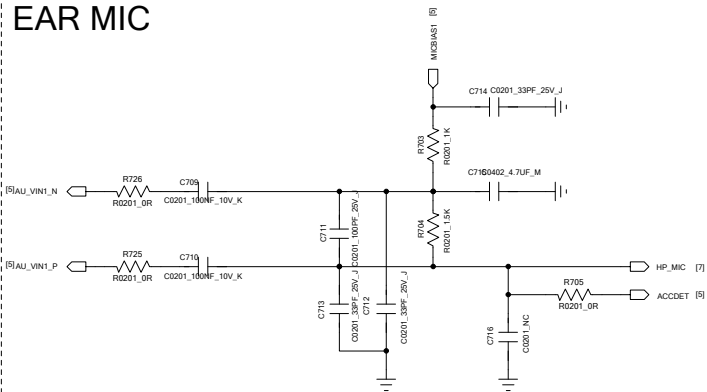 EAR MIC
MICBIAS1 [5]
C714 C0201_33PF_25V_J
R703
R0201_1K
R726
C709
[5]AU_VIN1_N
R0201_0R
C0201_100NF_10V_K
C0402_4.7UF_M
C711
C0201_100PF_25V_J
R704
R0201_1.5K
R725
C710
[5]AU_VIN1_P
R0201_0R
C0201_100NF_10V_K
HP_MIC [7]
R705
ACCDET [5]
R0201_0R
C713
C0201_33PF_25V_J
C712
C0201_33PF_25V_J
C716
C0201_NC